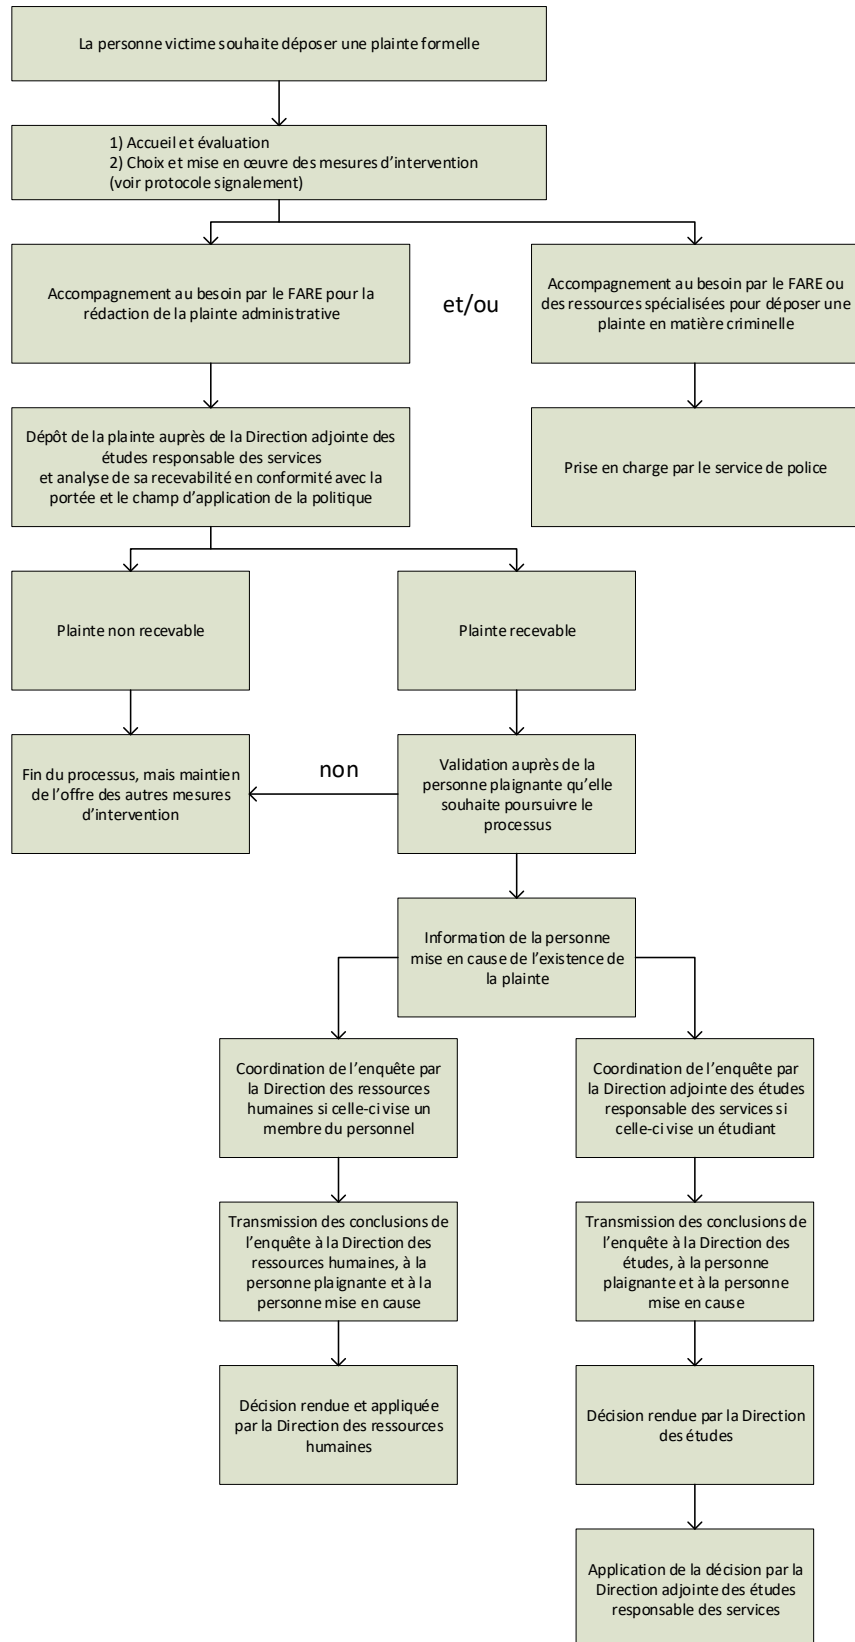 La personne victime souhaite déposer une plainte formelle
1) Accueil et évaluation
2) Choix et mise en œuvre des mesures d’intervention
(voir protocole signalement)
Accompagnement au besoin par le FARE pour la
rédaction de la plainte administrative
et/ou
Accompagnement au besoin par le FARE ou
des ressources spécialisées pour déposer une
plainte en matière criminelle
Dépôt de la plainte auprès de la Direction adjointe des
études responsable des services
et analyse de sa recevabilité en conformité avec la
portée et le champ d’application de la politique
Prise en charge par le service de police
Plainte non recevable
Plainte recevable
Fin du processus, mais maintien
de l’offre des autres mesures
d’intervention
non
Validation auprès de la
personne plaignante qu’elle
souhaite poursuivre le
processus
Information de la personne
mise en cause de l’existence de
la plainte
Coordination de l’enquête par
la Direction des ressources
humaines si celle-ci vise un
membre du personnel
Coordination de l’enquête par
la Direction adjointe des études
responsable des services si
celle-ci vise un étudiant
Transmission des conclusions de
l’enquête à la Direction des
ressources humaines, à la
personne plaignante et à la
personne mise en cause
Transmission des conclusions de
l’enquête à la Direction des
études, à la personne
plaignante et à la personne
mise en cause
Décision rendue et appliquée
par la Direction des ressources
humaines
Décision rendue par la Direction
des études
Application de la décision par la
Direction adjointe des études
responsable des services